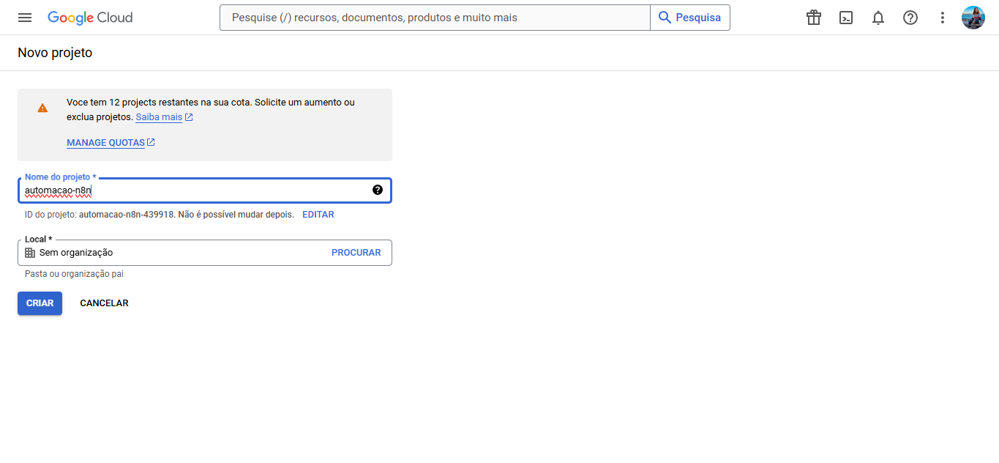 Google Cloud
Pesquise (/) recursos, documentos, produtos e muito mais
Pesquisa
Novo projeto
Voce tem 12 projects restantes na sua cota. Solicite um aumento ou
exclua projetos. Saiba mais
MANAGE QUOTAS
Nome do projeto *
automacao-n8n
ID do projeto: automacao-n8n-439918. Não é possível mudar depois. EDITAR
Local *
Sem organização PROCURAR
Pasta ou organização pai
CRIAR CANCELAR